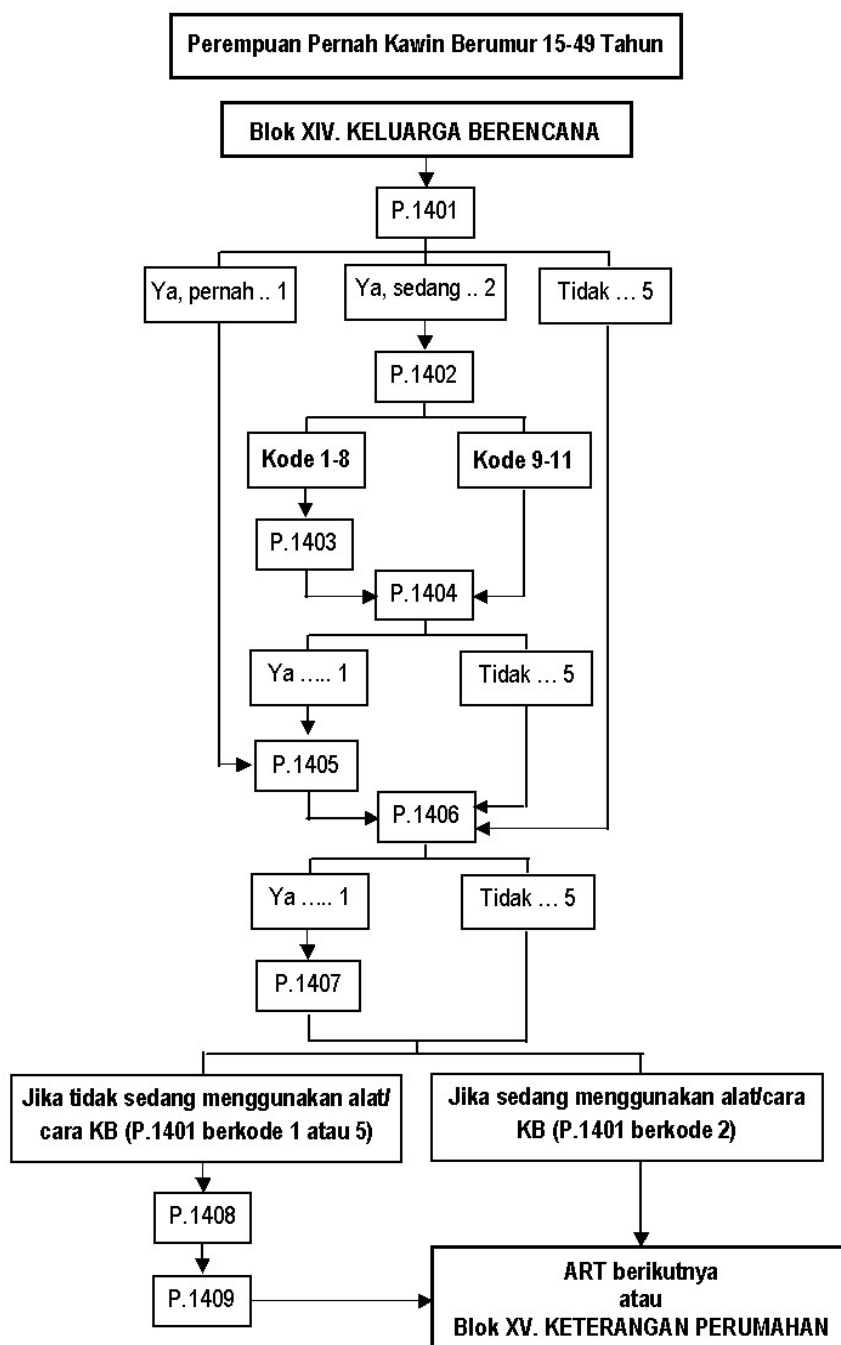 Perempuan Pernah Kawin Berumur 15-49 Tahun
Blok XIV. KELUARGA BERENCANA
P.1401
Ya, pernah .. 1
Ya, sedang .. 2
Tidak ... 5
P.1402
Kode 1-8
Kode 9-11
P.1403
P.1404
Ya ..... 1
Tidak ... 5
P.1405
P.1406
Ya ..... 1
Tidak ... 5
P.1407
Jika tidak sedang menggunakan alat/
cara KB (P.1401 berkode 1 atau 5)
Jika sedang menggunakan alat/cara
KB (P.1401 berkode 2)
P.1408
P.1409
ART berikutnya
atau
Blok XV. KETERANGAN PERUMAHAN